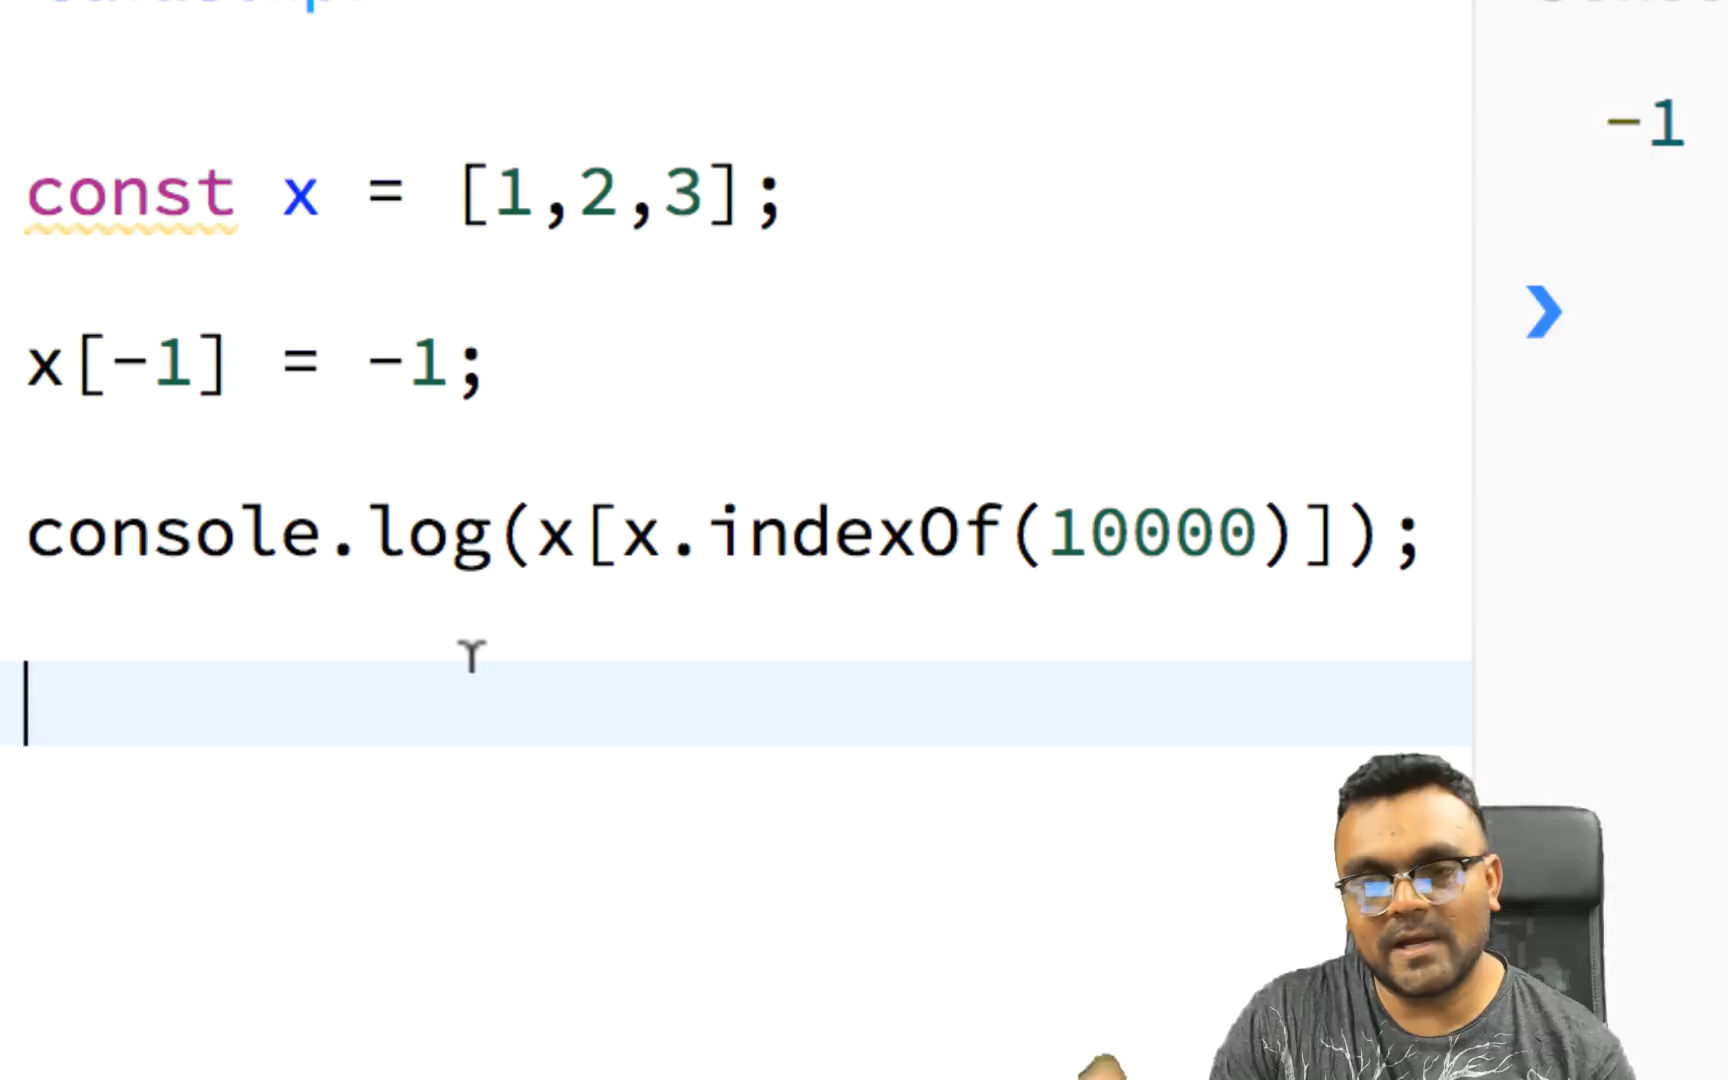 const x = [1,2,3];
-1
x[-1] = -1;
console.log(x[x.indexOf(10000)]);